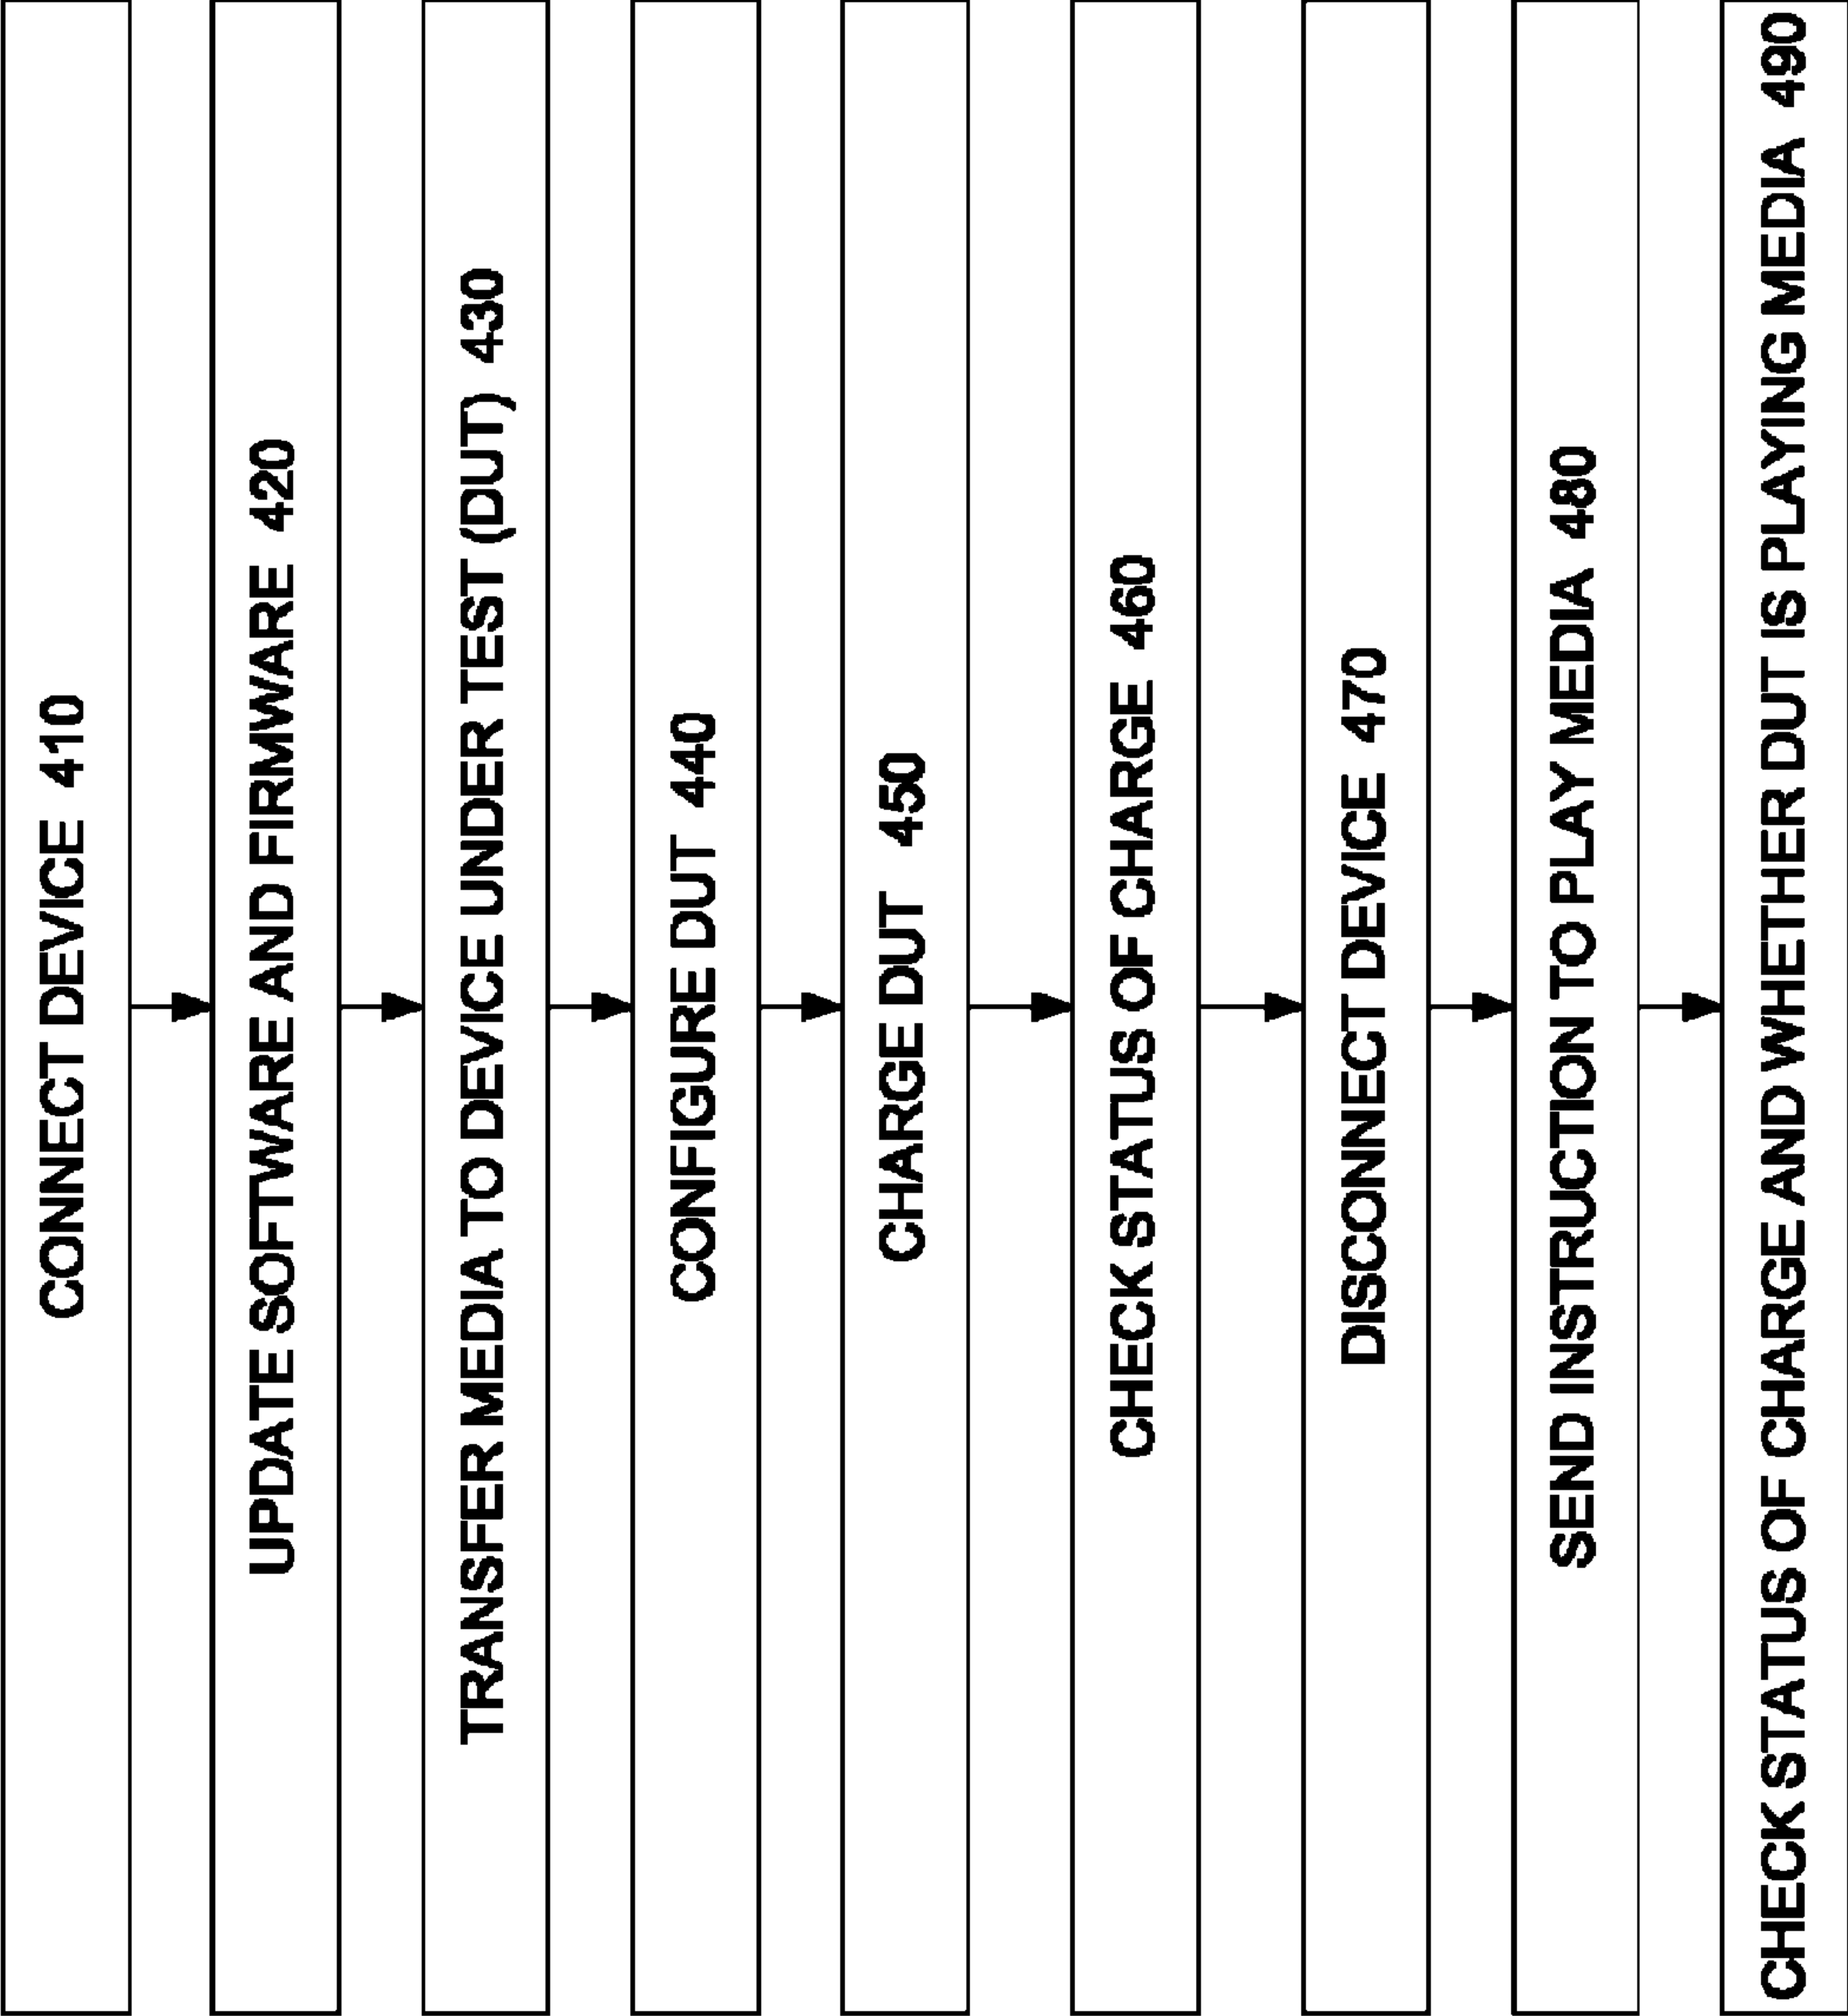 CONNECT DEVICE 410
UPDATE SOFTWARE AND FIRMWARE 420
TRANSFER MEDIA TO DEVICE UNDER TEST (DUT) 430
CONFIGURE DUT 440
CHARGE DUT 450
CHECK STATUS OF CHARGE 460
DISCONNECT DEVICE 470
SEND INSTRUCTION TO PLAY MEDIA 480
CHECK STATUS OF CHARGE AND WHETHER DUT IS PLAYING MEDIA 490